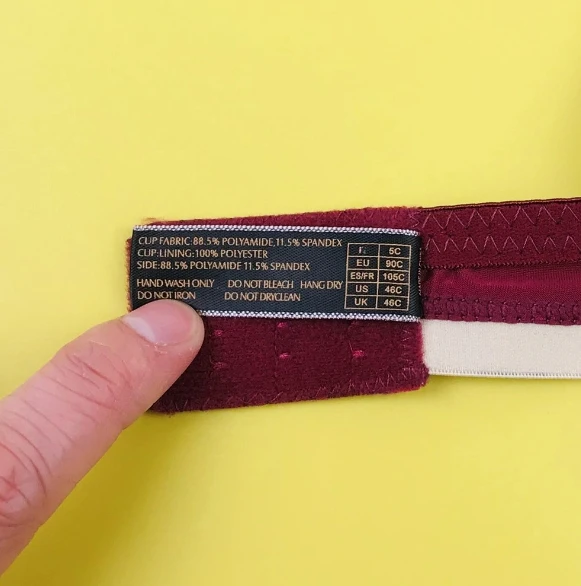 CUP FABRIC:88.5% POLYAMIDE,11.5% SPANDEX
CUP:LINING:100% POLYESTER
SIDE:88.5% POLYAMIDE 11.5% SPANDEX
HAND WASH ONLY DO NOT BLEACH HANG DRY
DO NOT IRON DO NOT DRYCLEAN
5C
EU 90C
ES/FR 105C
US 46C
UK 46C